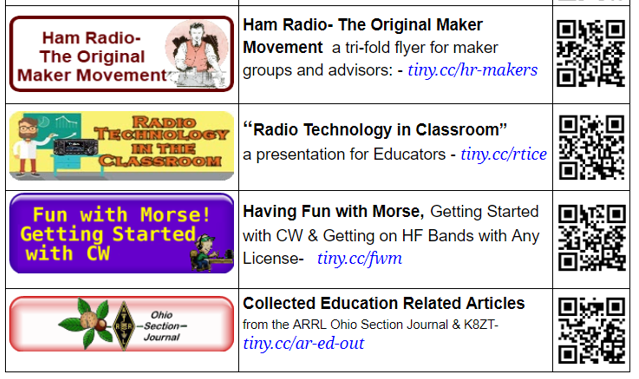 Ham Radio-
The Original
Maker Movement
Ham Radio- The Original Maker
Movement a tri-fold flyer for maker
groups and advisors: - tiny.cc/hr-makers
Radio
Technology
in the
Classroom
“Radio Technology in Classroom”
a presentation for Educators - tiny.cc/rtice
Fun with Morse!
Getting Started
with CW
Having Fun with Morse, Getting Started
with CW & Getting on HF Bands with Any
License- tiny.cc/fwm
Ohio
-Section-
Journal
Collected Education Related Articles
from the ARRL Ohio Section Journal & K8ZT-
tiny.cc/ar-ed-out